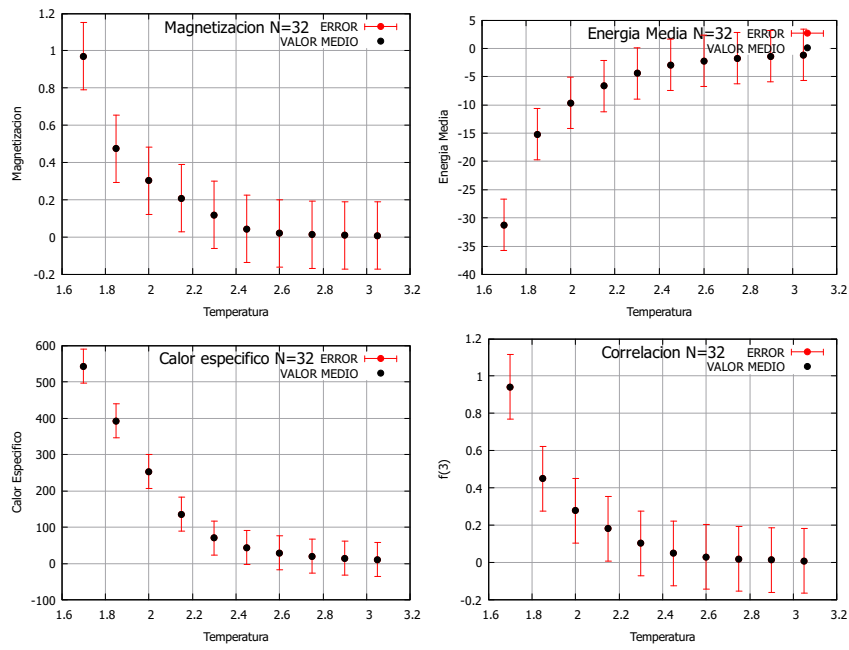 Magnetizacion N=32 ERROR
VALOR MEDIO
1.2
1
0.8
0.6
0.4
0.2
0
-0.2
Magnetizacion
1.6 1.8 2 2.2 2.4 2.6 2.8 3 3.2
Temperatura
Energia Media N=32 ERROR
VALOR MEDIO
5
0
-5
-10
-15
-20
-25
-30
-35
-40
Energia Media
1.6 1.8 2 2.2 2.4 2.6 2.8 3 3.2
Temperatura
Calor especifico N=32 ERROR
VALOR MEDIO
600
500
400
300
200
100
0
-100
Calor Especifico
1.6 1.8 2 2.2 2.4 2.6 2.8 3 3.2
Temperatura
Correlacion N=32 ERROR
VALOR MEDIO
1.2
1
0.8
0.6
0.4
0.2
0
-0.2
f(3)
1.6 1.8 2 2.2 2.4 2.6 2.8 3 3.2
Temperatura